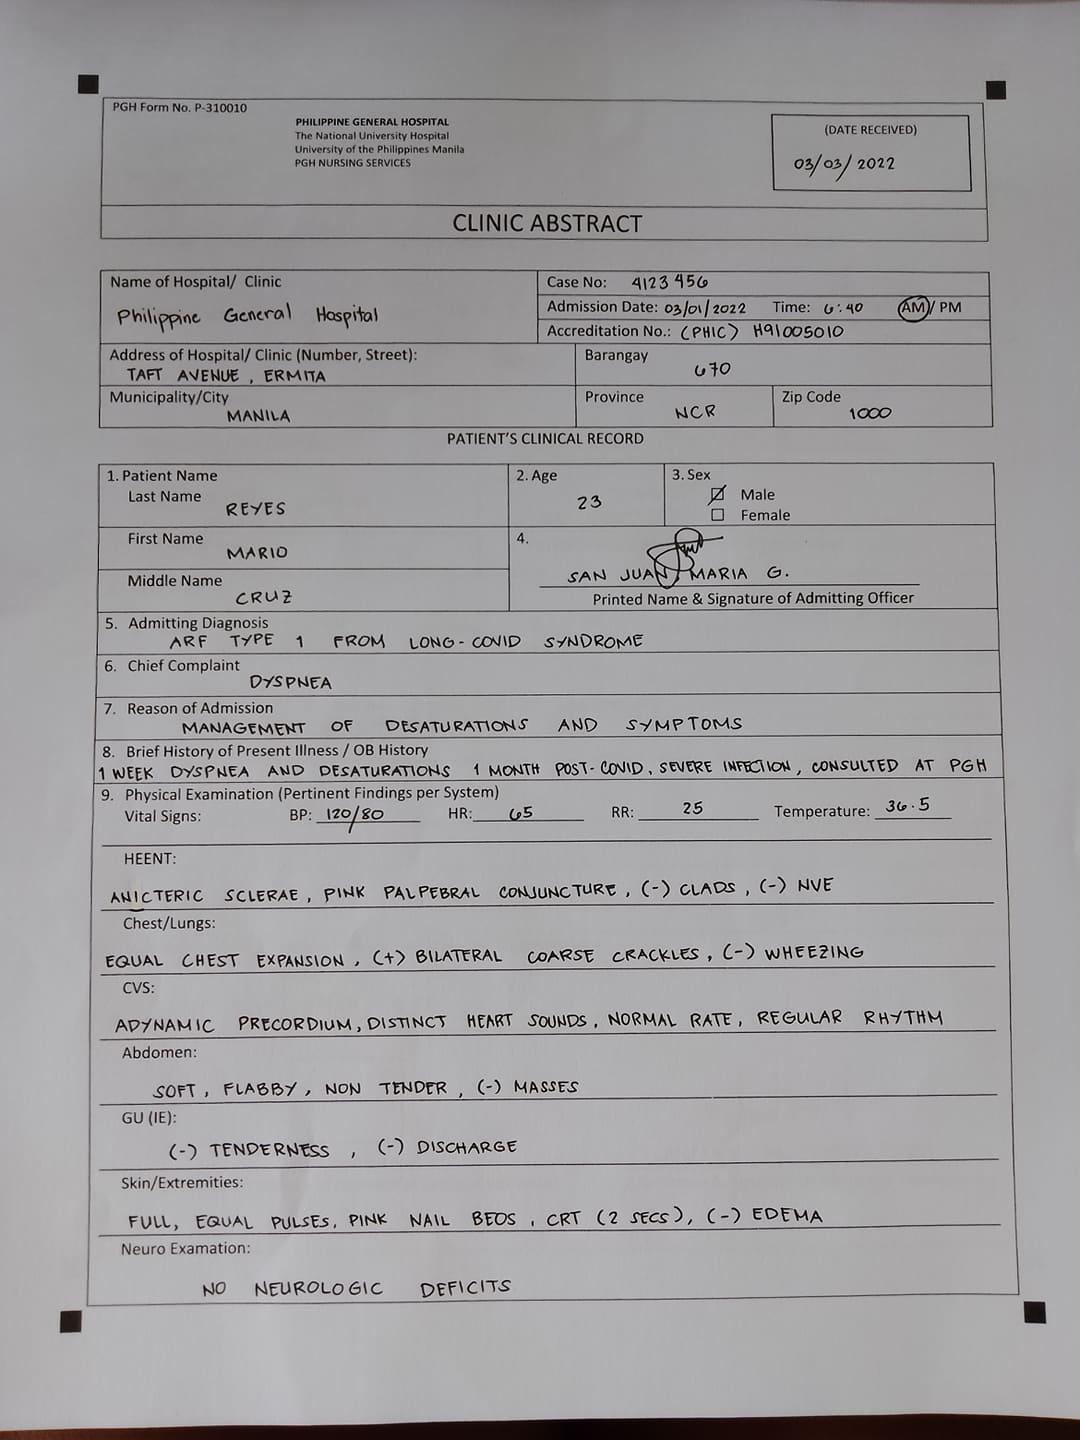 PGH Form No. P-310010
PHILIPPINE GENERAL HOSPITAL
The National University Hospital
University of the Philippines Manila
PGH NURSING SERVICES
(DATE RECEIVED)
03/03/2022
CLINIC ABSTRACT
Name of Hospital/ Clinic
Philippine General Hospital
Case No: 4123456
Admission Date: 03/01/2022 Time: 6:40 AM/ PM
Accreditation No.: (PHIC) H91005010
Address of Hospital/ Clinic (Number, Street):
TAFT AVENUE, ERMITA
Barangay
670
Municipality/City
MANILA
Province
NCR
Zip Code
1000
PATIENT'S CLINICAL RECORD
1. Patient Name
Last Name
REYES
2. Age
23
3. Sex
Male
Female
First Name
MARIO
Middle Name
CRUZ
4.
SAN JUAN, MARIA G.
Printed Name & Signature of Admitting Officer
5. Admitting Diagnosis
ARF TYPE 1 FROM LONG-COVID SYNDROME
6. Chief Complaint
DYSPNEA
7. Reason of Admission
MANAGEMENT OF DESATURATIONS AND SYMPTOMS
8. Brief History of Present Illness / OB History
1 WEEK DYSPNEA AND DESATURATIONS 1 MONTH POST-COVID, SEVERE INFECTION, CONSULTED AT PGH
9. Physical Examination (Pertinent Findings per System)
Vital Signs: BP: 120/80 HR: 65 RR: 25 Temperature: 36.5
HEENT:
ANICTERIC SCLERAE, PINK PALPEBRAL CONJUNCTURE, (-) CLADS, (-) NVE
Chest/Lungs:
EQUAL CHEST EXPANSION, (+) BILATERAL COARSE CRACKLES, (-) WHEEZING
CVS:
ADYNAMIC PRECORDIUM, DISTINCT HEART SOUNDS, NORMAL RATE, REGULAR RHYTHM
Abdomen:
SOFT, FLABBY, NON TENDER, (-) MASSES
GU (IE):
(-) TENDERNESS, (-) DISCHARGE
Skin/Extremities:
FULL, EQUAL PULSES, PINK NAIL BEDS, CRT (2 SECS), (-) EDEMA
Neuro Examation:
NO NEUROLOGIC DEFICITS